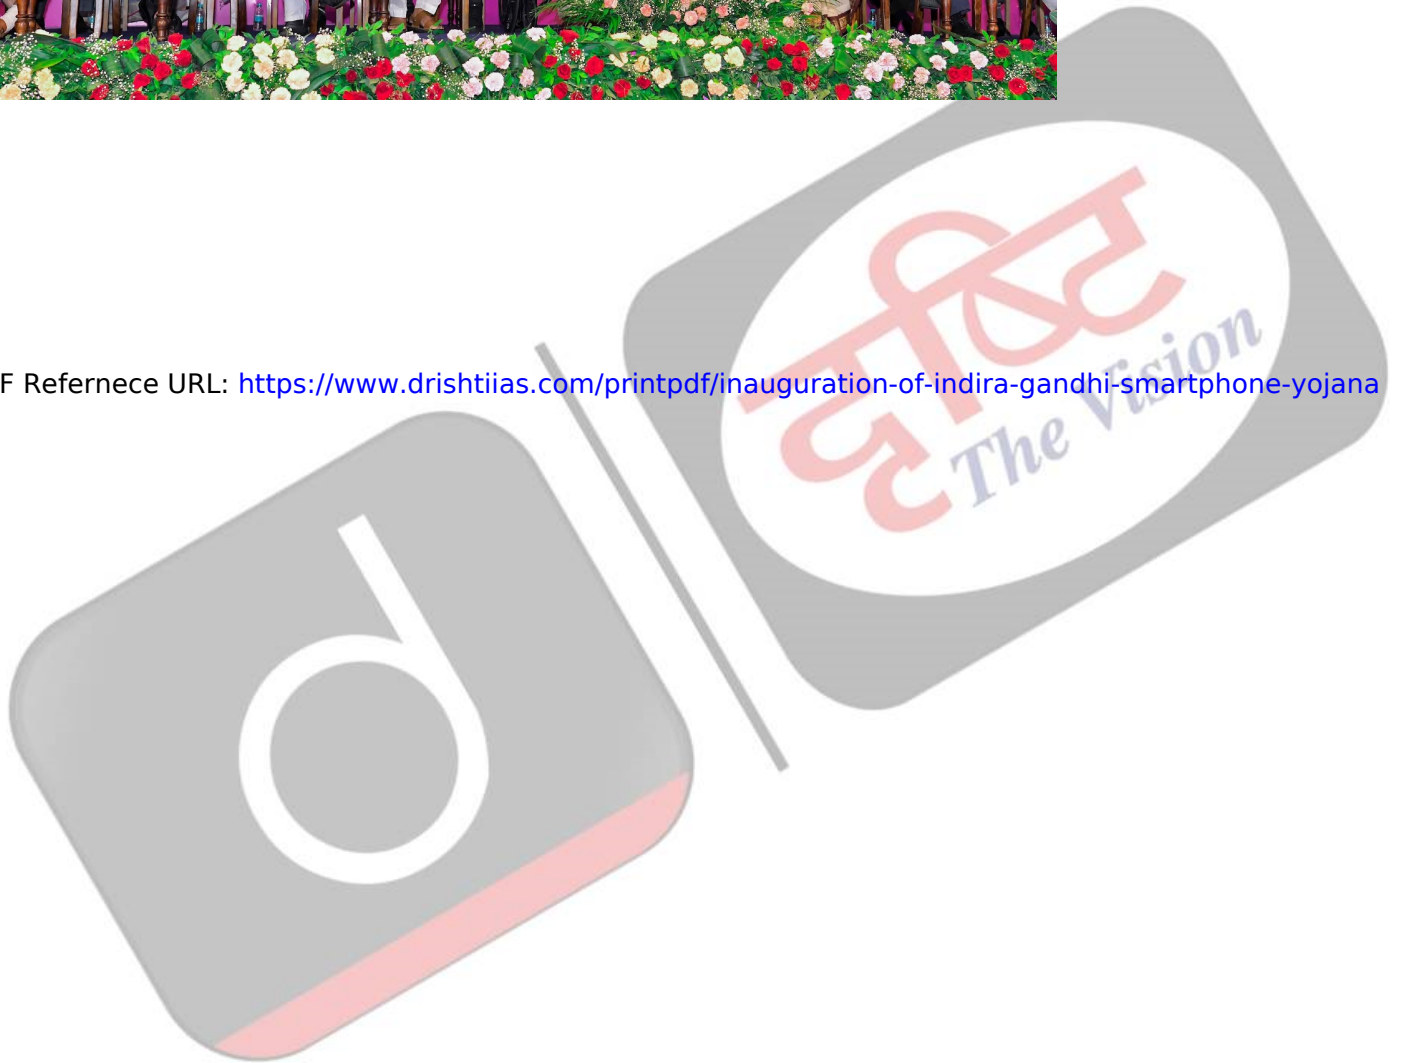 F Refernece URL: https://www.drishtiias.com/printpdf/inauguration-of-indira-gandhi-smartphone-yojana
दृष्टि
The Vision
d